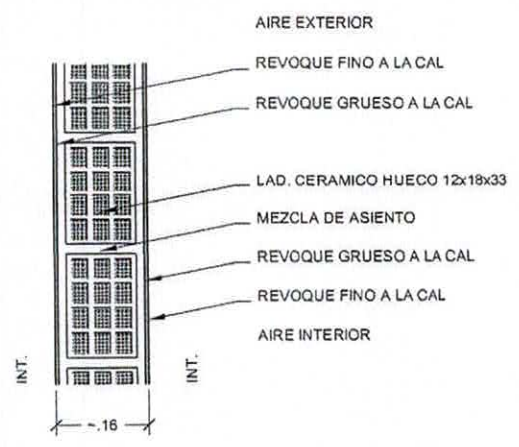 AIRE EXTERIOR
REVOQUE FINO A LA CAL
REVOQUE GRUESO A LA CAL
LAD. CERAMICO HUECO 12x18x33
MEZCLA DE ASIENTO
REVOQUE GRUESO A LA CAL
REVOQUE FINO A LA CAL
AIRE INTERIOR
INT.
INT.
~.16